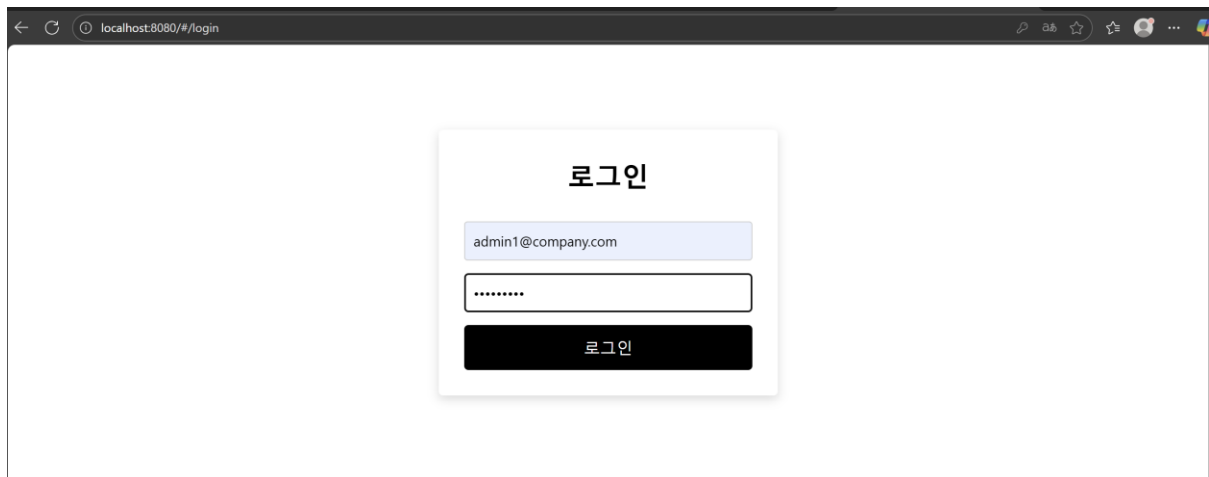 localhost:8080/#/login
로그인
admin1@company.com
•••••••••
로그인